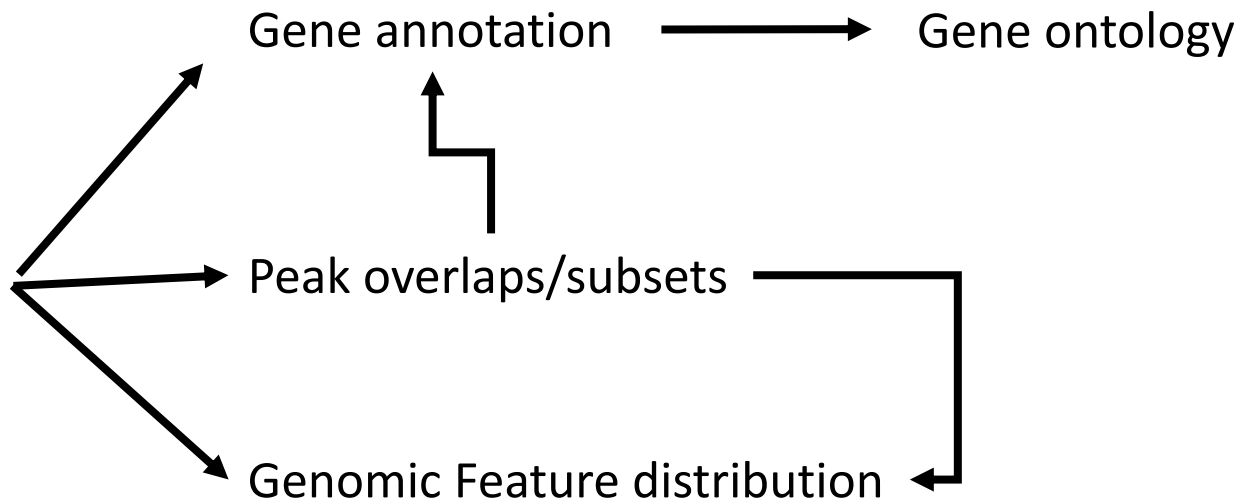 Gene annotation
Gene ontology
Peak overlaps/subsets
Genomic Feature distribution